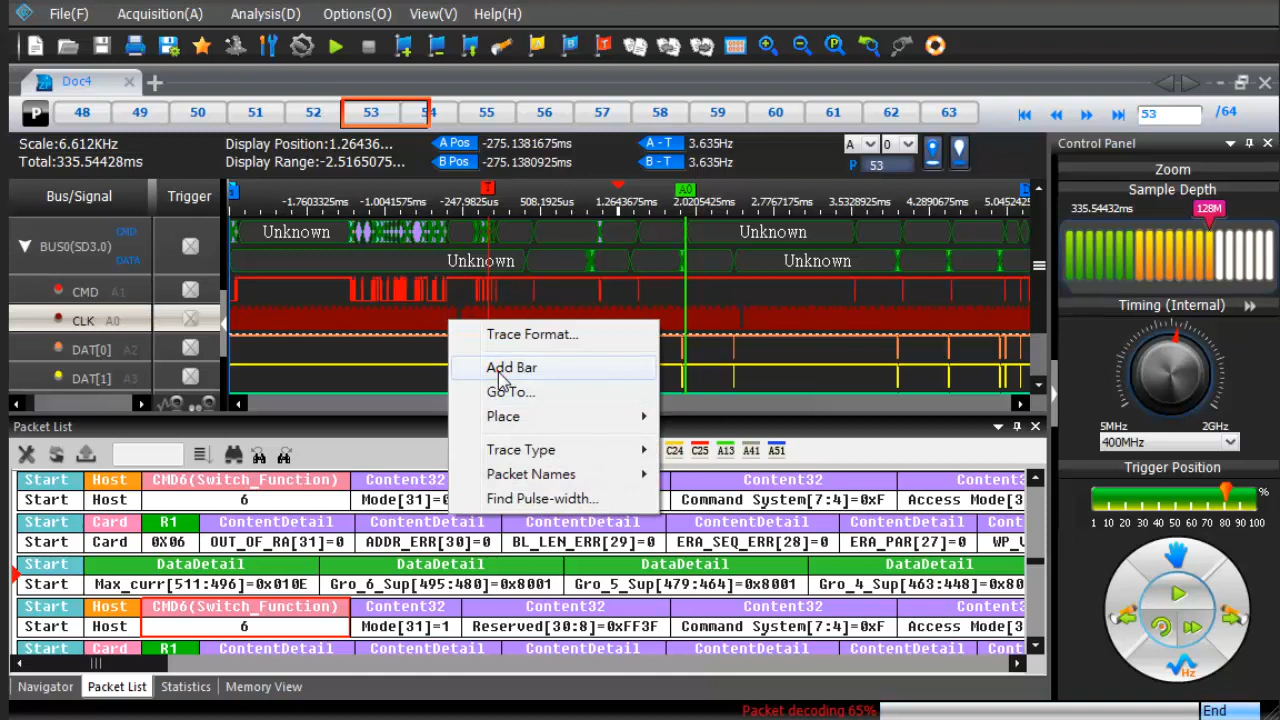 File(F) Acquisition(A) Analysis(D) Options(O) View(V) Help(H)
Doc4
P 48 49 50 51 52 53 54 55 56 57 58 59 60 61 62 63 53 /64
Scale:6.612KHz Display Position:1.26436... A Pos -275.1381675ms A - T 3.635Hz A 0
Total:335.54428ms Display Range:-2.5165075... B Pos -275.1380925ms B - T 3.635Hz P 53
Bus/Signal Trigger
T A0
-1.7603325ms -1.0041575ms -247.9825us 508.1925us 1.2643675ms 2.0205425ms 2.7767175ms 3.5328925ms 4.2890675ms 5.0452425
BUS0(SD3.0) CMD Unknown Unknown
DATA Unknown Unknown
CMD A1
CLK A0
DAT[0] A2
DAT[1] A3
Trace Format...
Add Bar
Go To...
Place
Trace Type
Packet Names
Find Pulse-width...
Packet List
C24 C25 A13 A41 A51
Start Host CMD6(Switch_Function) Content32 Content32 Conten
Start Host 6 Mode[31]=0 Command System[7:4]=0xF Access Mode[3
Start Card R1 ContentDetail ContentDetail ContentDetail ContentDetail ContentDetail Cont
Start Card 0X06 OUT_OF_RA[31]=0 ADDR_ERR[30]=0 BL_LEN_ERR[29]=0 ERA_SEQ_ERR[28]=0 ERA_PAR[27]=0 WP_V
Start DataDetail DataDetail DataDetail DataDetail
Start Max_curr[511:496]=0x010E Gro_6_Sup[495:480]=0x8001 Gro_5_Sup[479:464]=0x8001 Gro_4_Sup[463:448]=0x80
Start Host CMD6(Switch_Function) Content32 Content32 Content32 Conten
Start Host 6 Mode[31]=1 Reserved[30:8]=0xFF3F Command System[7:4]=0xF Access Mode[3
Start Card R1 ContentDetail ContentDetail ContentDetail ContentDetail ContentDetail Cont
Navigator Packet List Statistics Memory View
Packet decoding 65% End
Control Panel
Zoom
Sample Depth
335.54432ms 128M
Timing (Internal)
5MHz 2GHz
400MHz
Trigger Position
%
1 10 20 30 40 50 60 70 80 90 100
Hz